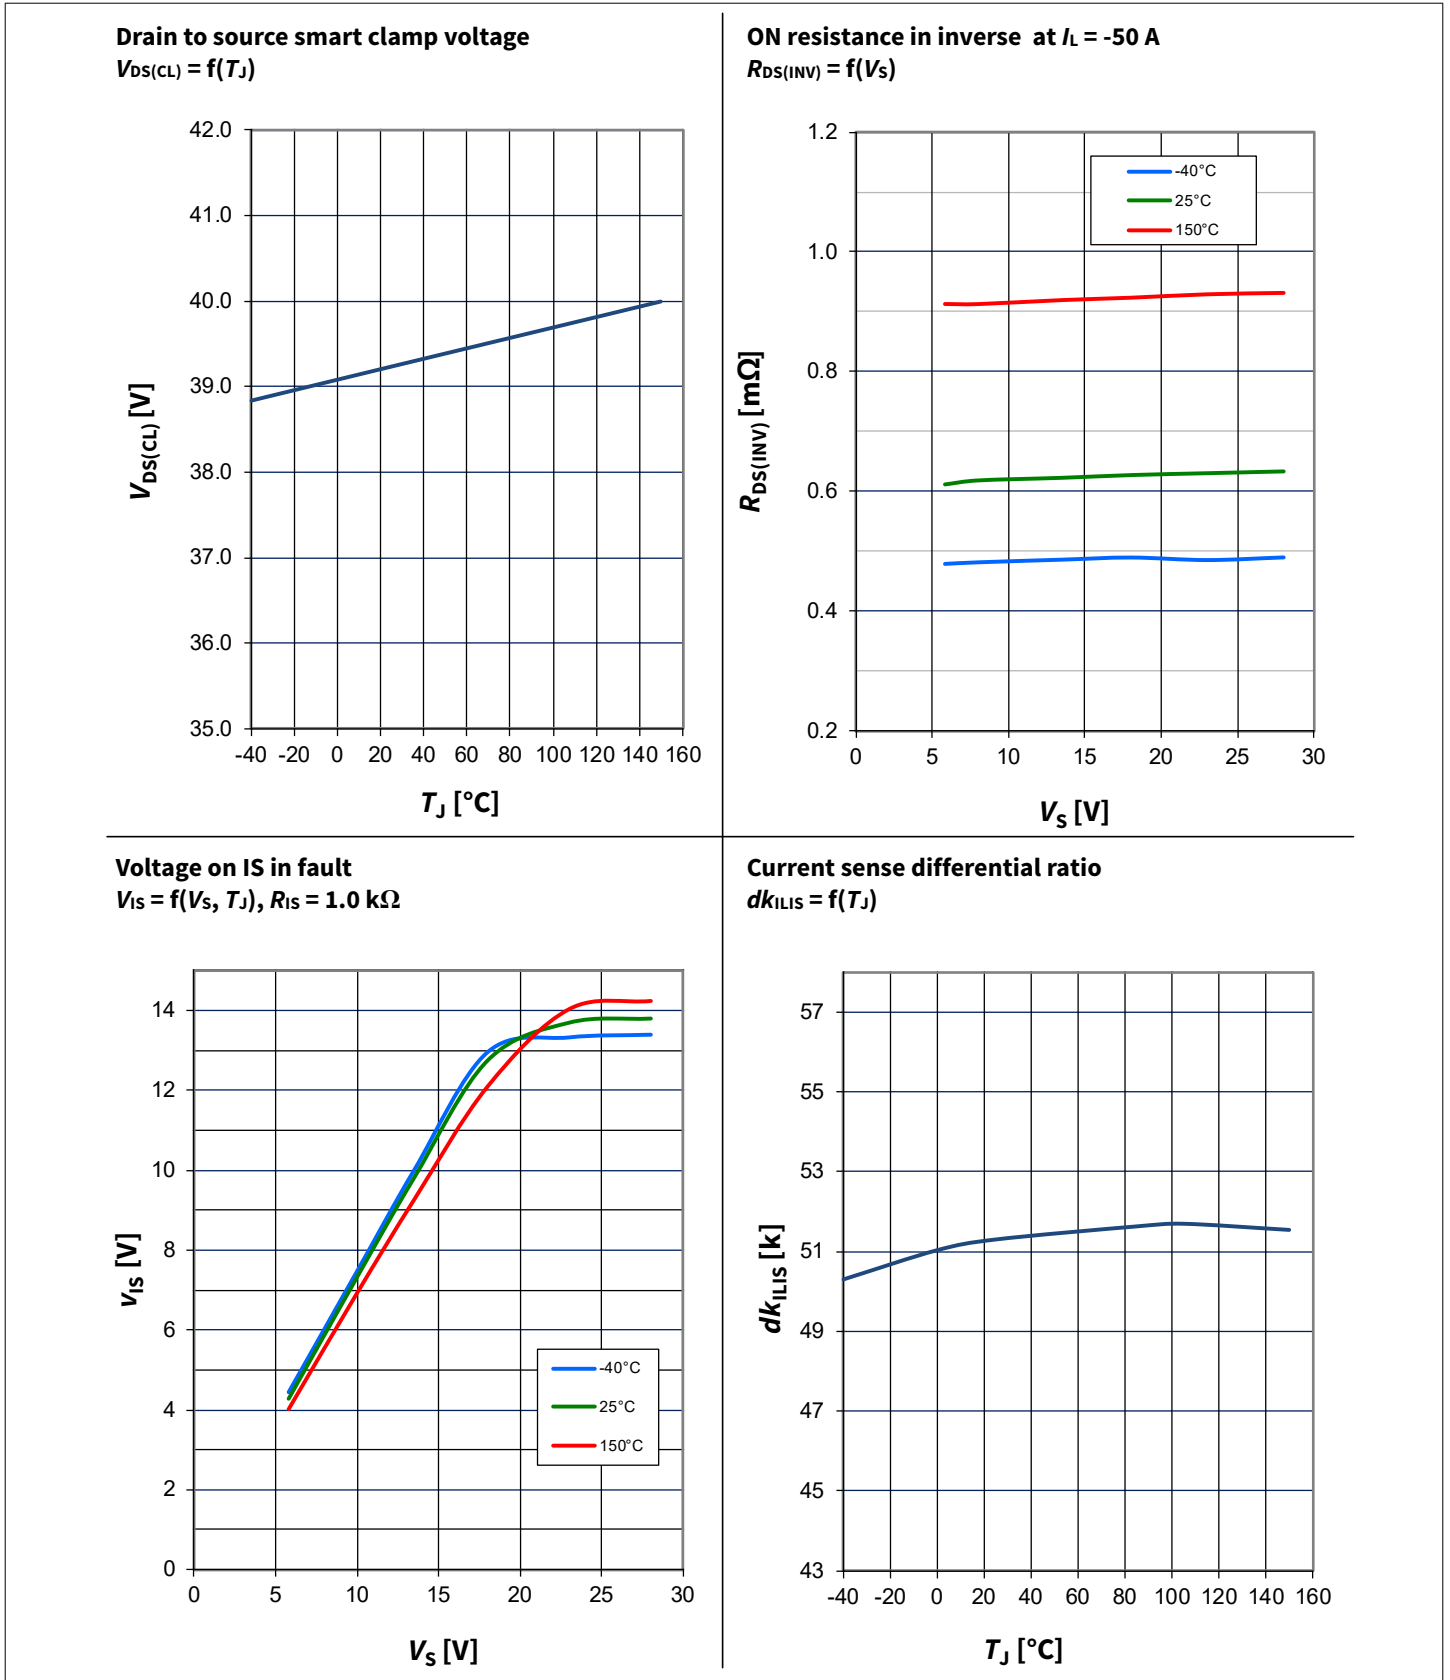 Drain to source smart clamp voltage
VDS(CL) = f(TJ)
42.0
41.0
40.0
39.0
38.0
37.0
36.0
35.0
-40 -20 0 20 40 60 80 100 120 140 160
VDS(CL) [V]
TJ [°C]
ON resistance in inverse at IL = -50 A
RDS(INV) = f(VS)
1.2
1.0
0.8
0.6
0.4
0.2
0 5 10 15 20 25 30
-40°C
25°C
150°C
RDS(INV) [mΩ]
VS [V]
Voltage on IS in fault
VIS = f(VS, TJ), RIS = 1.0 kΩ
14
12
10
8
6
4
2
0
0 5 10 15 20 25 30
-40°C
25°C
150°C
vIS [V]
VS [V]
Current sense differential ratio
dkILIS = f(TJ)
57
55
53
51
49
47
45
43
-40 -20 0 20 40 60 80 100 120 140 160
dkILIS [k]
TJ [°C]